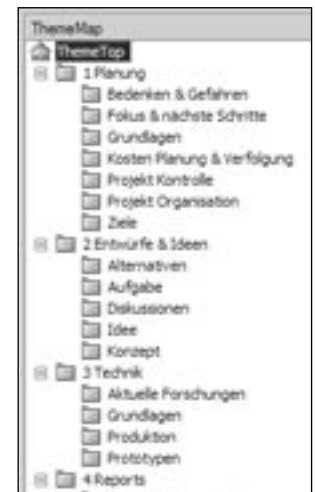 ThemeMap
ThemeTop
1 Planung
Bedenken & Gefahren
Fokus & nächste Schritte
Grundlagen
Kosten Planung & Verfolgung
Projekt Kontrolle
Projekt Organisation
Ziele
2 Entwürfe & Ideen
Alternativen
Aufgabe
Diskussionen
Idee
Konzept
3 Technik
Aktuelle Forschungen
Grundlagen
Produktion
Prototypen
4 Reports